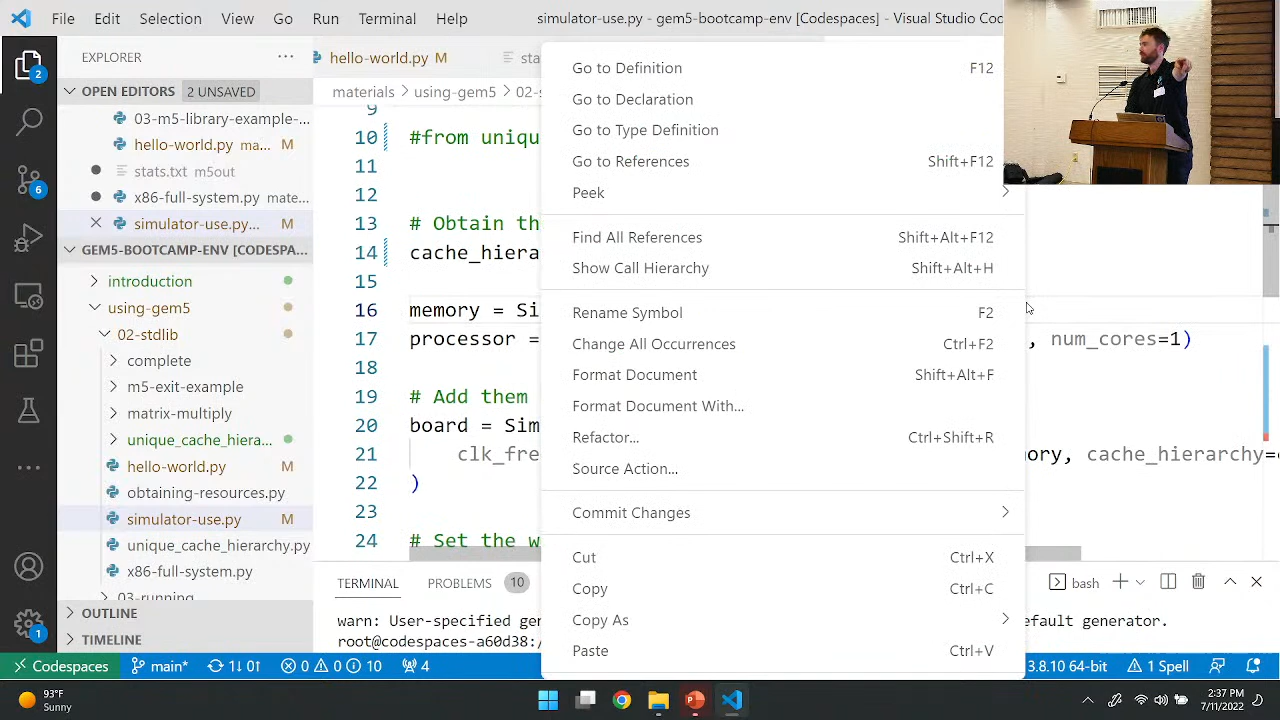 File Edit Selection View Go Run Terminal Help
simulator-use.py - gem5-bootcamp-env [Codespaces] - Visual Studio Co
EXPLORER
OPEN EDITORS 2 UNSAVED
03-m5-library-example-...
hello-world.py ma... M
stats.txt m5out
x86-full-system.py mate...
simulator-use.py... M
GEM5-BOOTCAMP-ENV [CODESPA...
introduction
using-gem5
02-stdlib
complete
m5-exit-example
matrix-multiply
unique_cache_hiera...
hello-world.py M
obtaining-resources.py
simulator-use.py M
unique_cache_hierarchy.py
x86-full-system.py
03-running
OUTLINE
TIMELINE
2
6
1
hello-world.py M
sta
materials > using-gem5 > 02-s
9
10 #from uniqu
11
12
13 # Obtain th
14 cache_hiera
15
16 memory = Si
17 processor = , num_cores=1)
18
19 # Add them
20 board = Sim
21 clk_fre ory, cache_hierarchy=
22 )
23
24 # Set the w
Go to Definition F12
Go to Declaration
Go to Type Definition
Go to References Shift+F12
Peek
Find All References Shift+Alt+F12
Show Call Hierarchy Shift+Alt+H
Rename Symbol F2
Change All Occurrences Ctrl+F2
Format Document Shift+Alt+F
Format Document With...
Refactor... Ctrl+Shift+R
Source Action...
Commit Changes
Cut Ctrl+X
Copy Ctrl+C
Copy As
Paste Ctrl+V
TERMINAL PROBLEMS 10
bash
warn: User-specified gen efault generator.
root@codespaces-a60d38:/
Codespaces main* 1↓ 0↑ 0 0 10 4
3.8.10 64-bit 1 Spell
93°F
Sunny
2:37 PM
7/11/2022